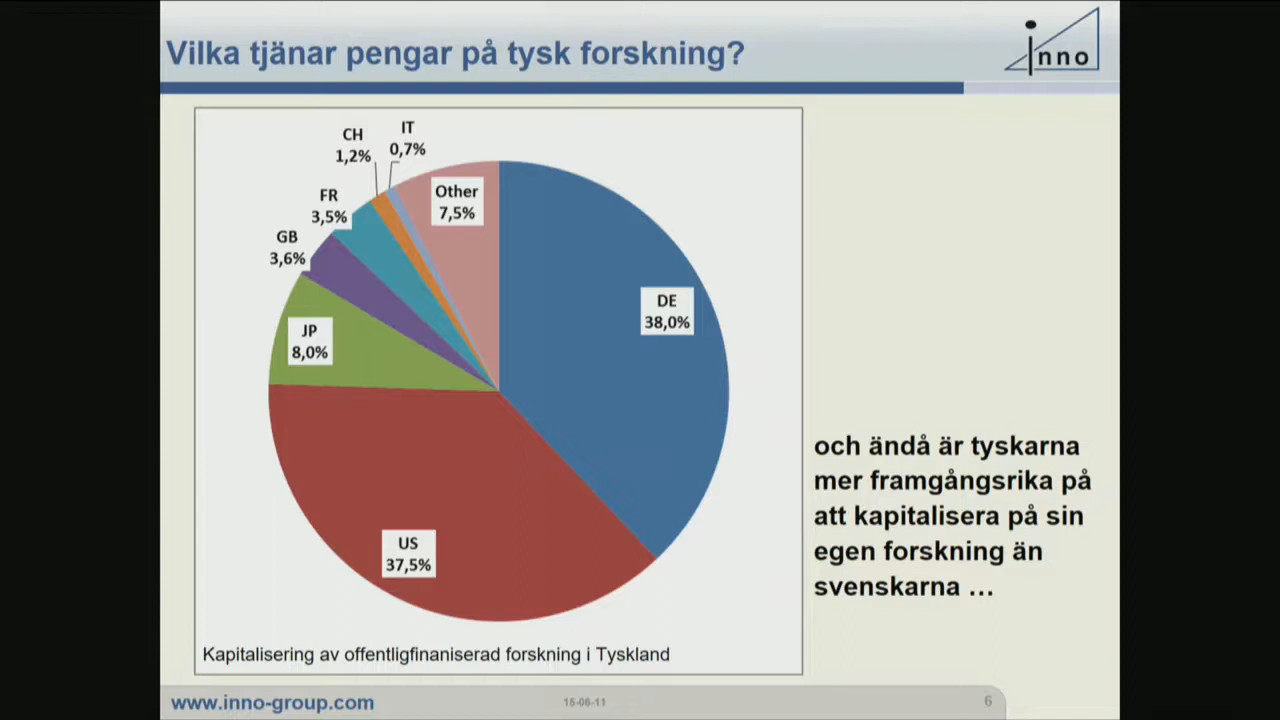 Vilka tjänar pengar på tysk forskning?
inno
CH
1,2%
IT
0,7%
FR
3,5%
Other
7,5%
GB
3,6%
DE
38,0%
JP
8,0%
US
37,5%
och ändå är tyskarna
mer framgångsrika på
att kapitalisera på sin
egen forskning än
svenskarna …
Kapitalisering av offentligfinaniserad forskning i Tyskland
www.inno-group.com
15-06-11
6